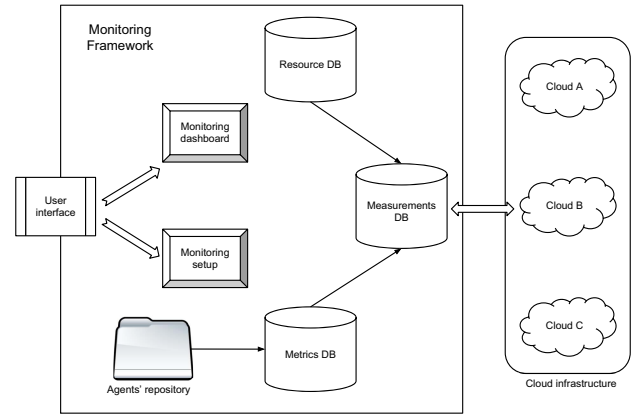 Monitoring
Framework
Resource DB
Cloud A
Monitoring
dashboard
User
interface
Measurements
DB
Cloud B
Monitoring
setup
Cloud C
Metrics DB
Agents' repository
Cloud infrastructure